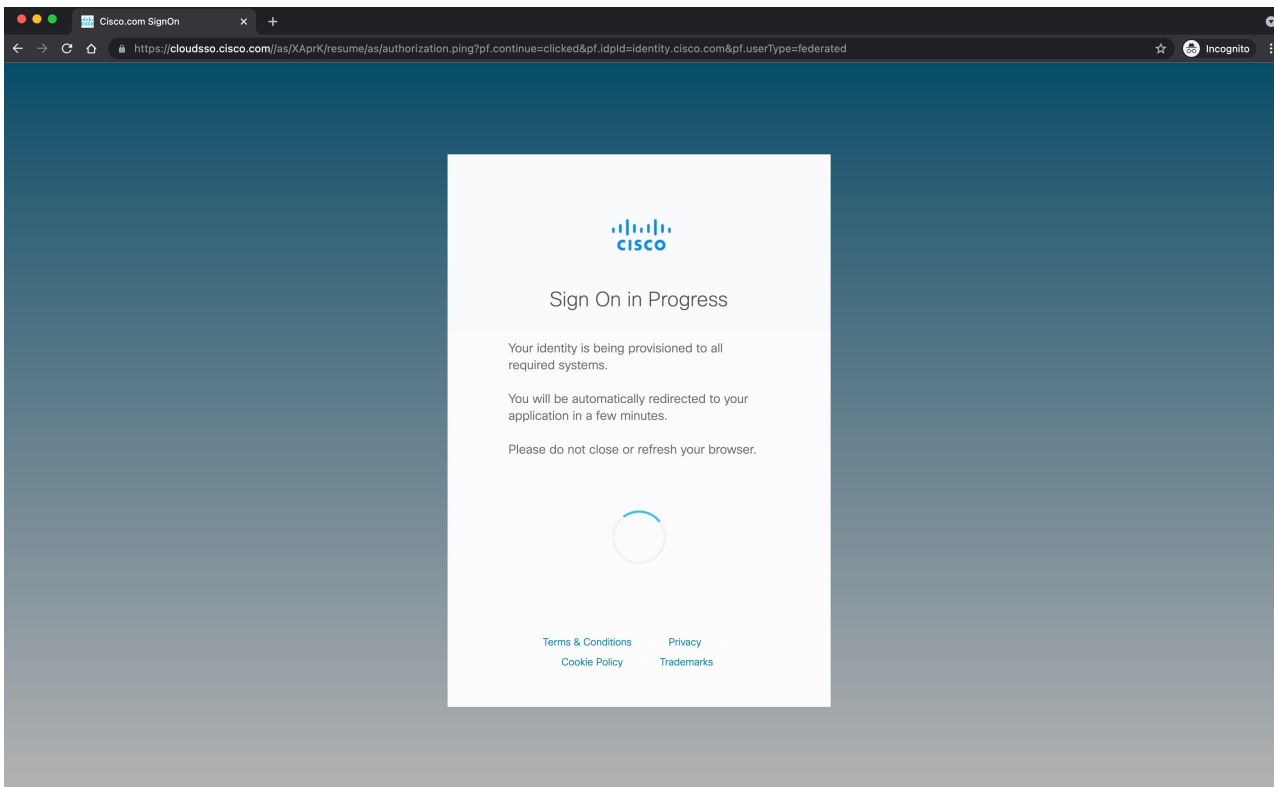 Cisco.com SignOn
https://cloudsso.cisco.com//as/XAprK/resume/as/authorization.ping?pf.continue=clicked&pf.idpId=identity.cisco.com&pf.userType=federated
Incognito
CISCO
Sign On in Progress
Your identity is being provisioned to all
required systems.
You will be automatically redirected to your
application in a few minutes.
Please do not close or refresh your browser.
Terms & Conditions Privacy
Cookie Policy Trademarks